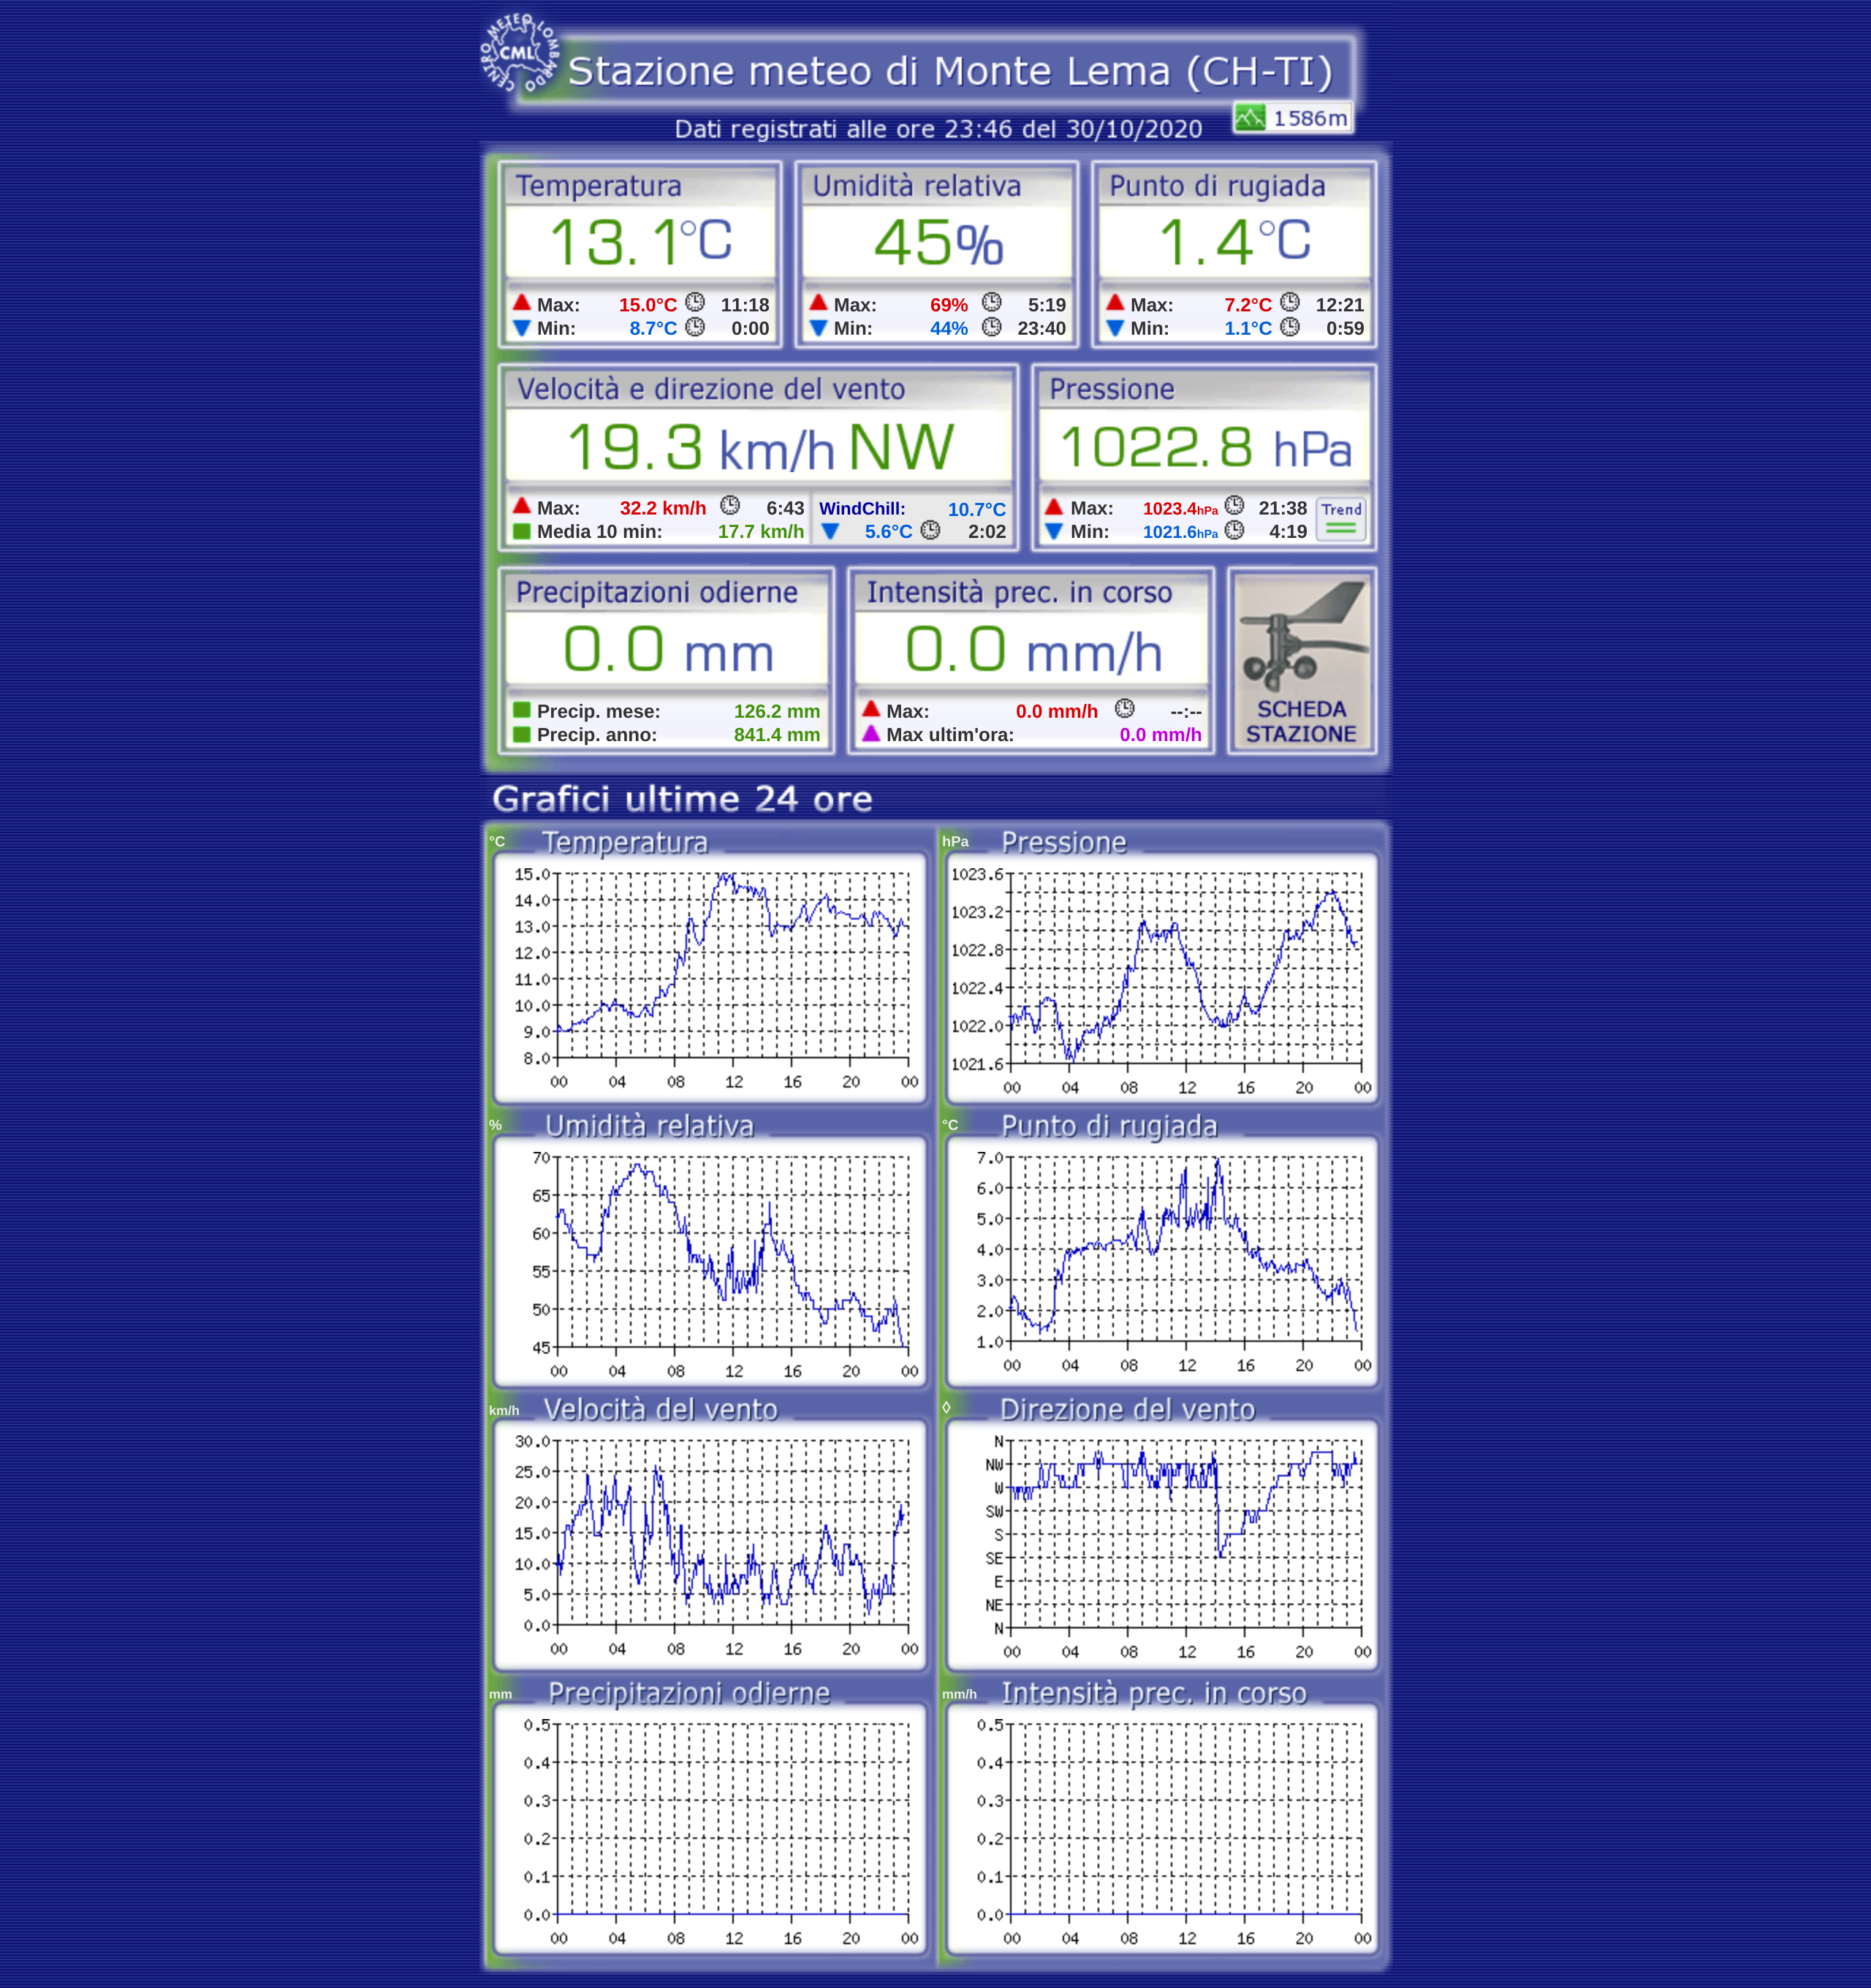 CENTRO METEO LOMBARDO
CML
Stazione meteo di Monte Lema (CH-TI)
1586m
Dati registrati alle ore 23:46 del 30/10/2020
Temperatura
13.1°C
Max: 15.0°C 11:18
Min: 8.7°C 0:00
Umidità relativa
45%
Max: 69% 5:19
Min: 44% 23:40
Punto di rugiada
1.4°C
Max: 7.2°C 12:21
Min: 1.1°C 0:59
Velocità e direzione del vento
19.3 km/h NW
Max: 32.2 km/h 6:43
Media 10 min: 17.7 km/h
WindChill: 10.7°C
5.6°C 2:02
Pressione
1022.8 hPa
Max: 1023.4hPa 21:38
Min: 1021.6hPa 4:19
Trend
Precipitazioni odierne
0.0 mm
Precip. mese: 126.2 mm
Precip. anno: 841.4 mm
Intensità prec. in corso
0.0 mm/h
Max: 0.0 mm/h --:--
Max ultim'ora: 0.0 mm/h
SCHEDA
STAZIONE
Grafici ultime 24 ore
°C Temperatura
15.0
14.0
13.0
12.0
11.0
10.0
9.0
8.0
00 04 08 12 16 20 00
hPa Pressione
1023.6
1023.2
1022.8
1022.4
1022.0
1021.6
00 04 08 12 16 20 00
% Umidità relativa
70
65
60
55
50
45
00 04 08 12 16 20 00
°C Punto di rugiada
7.0
6.0
5.0
4.0
3.0
2.0
1.0
00 04 08 12 16 20 00
km/h Velocità del vento
30.0
25.0
20.0
15.0
10.0
5.0
0.0
00 04 08 12 16 20 00
◊ Direzione del vento
N
NW
W
SW
S
SE
E
NE
N
00 04 08 12 16 20 00
mm Precipitazioni odierne
0.5
0.4
0.3
0.2
0.1
0.0
00 04 08 12 16 20 00
mm/h Intensità prec. in corso
0.5
0.4
0.3
0.2
0.1
0.0
00 04 08 12 16 20 00